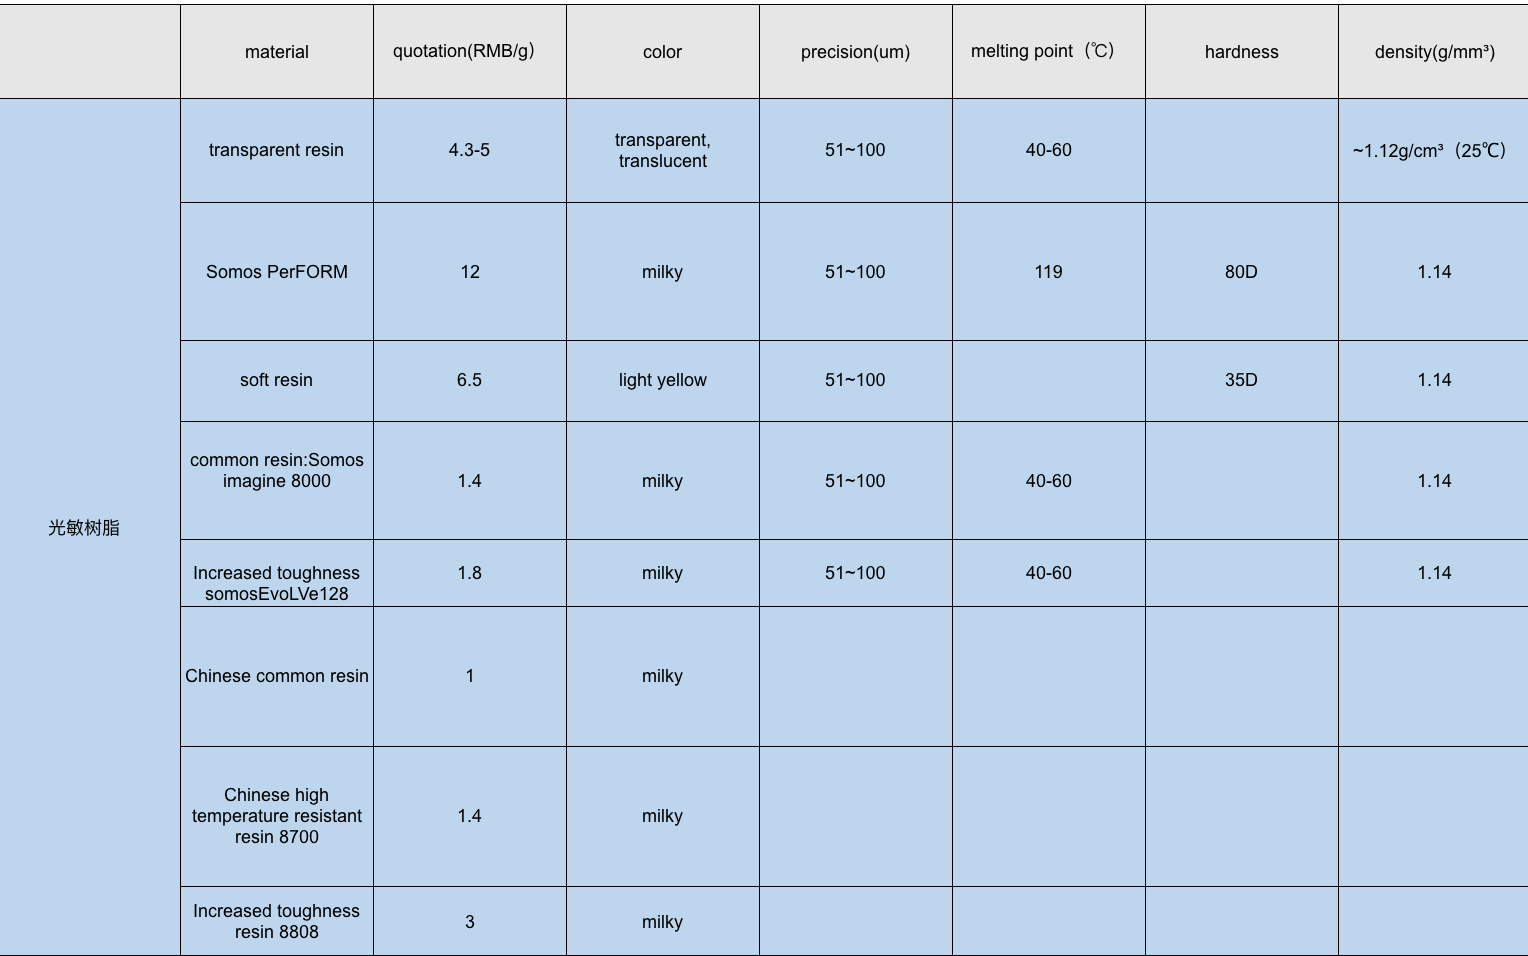 material
quotation(RMB/g)
color
precision(um)
melting point（℃）
hardness
density(g/mm³)
光敏树脂
transparent resin
4.3-5
transparent,
translucent
51~100
40-60
~1.12g/cm³（25℃）
Somos PerFORM
12
milky
51~100
119
80D
1.14
soft resin
6.5
light yellow
51~100
35D
1.14
common resin:Somos
imagine 8000
1.4
milky
51~100
40-60
1.14
Increased toughness
somosEvoLVe128
1.8
milky
51~100
40-60
1.14
Chinese common resin
1
milky
Chinese high
temperature resistant
resin 8700
1.4
milky
Increased toughness
resin 8808
3
milky